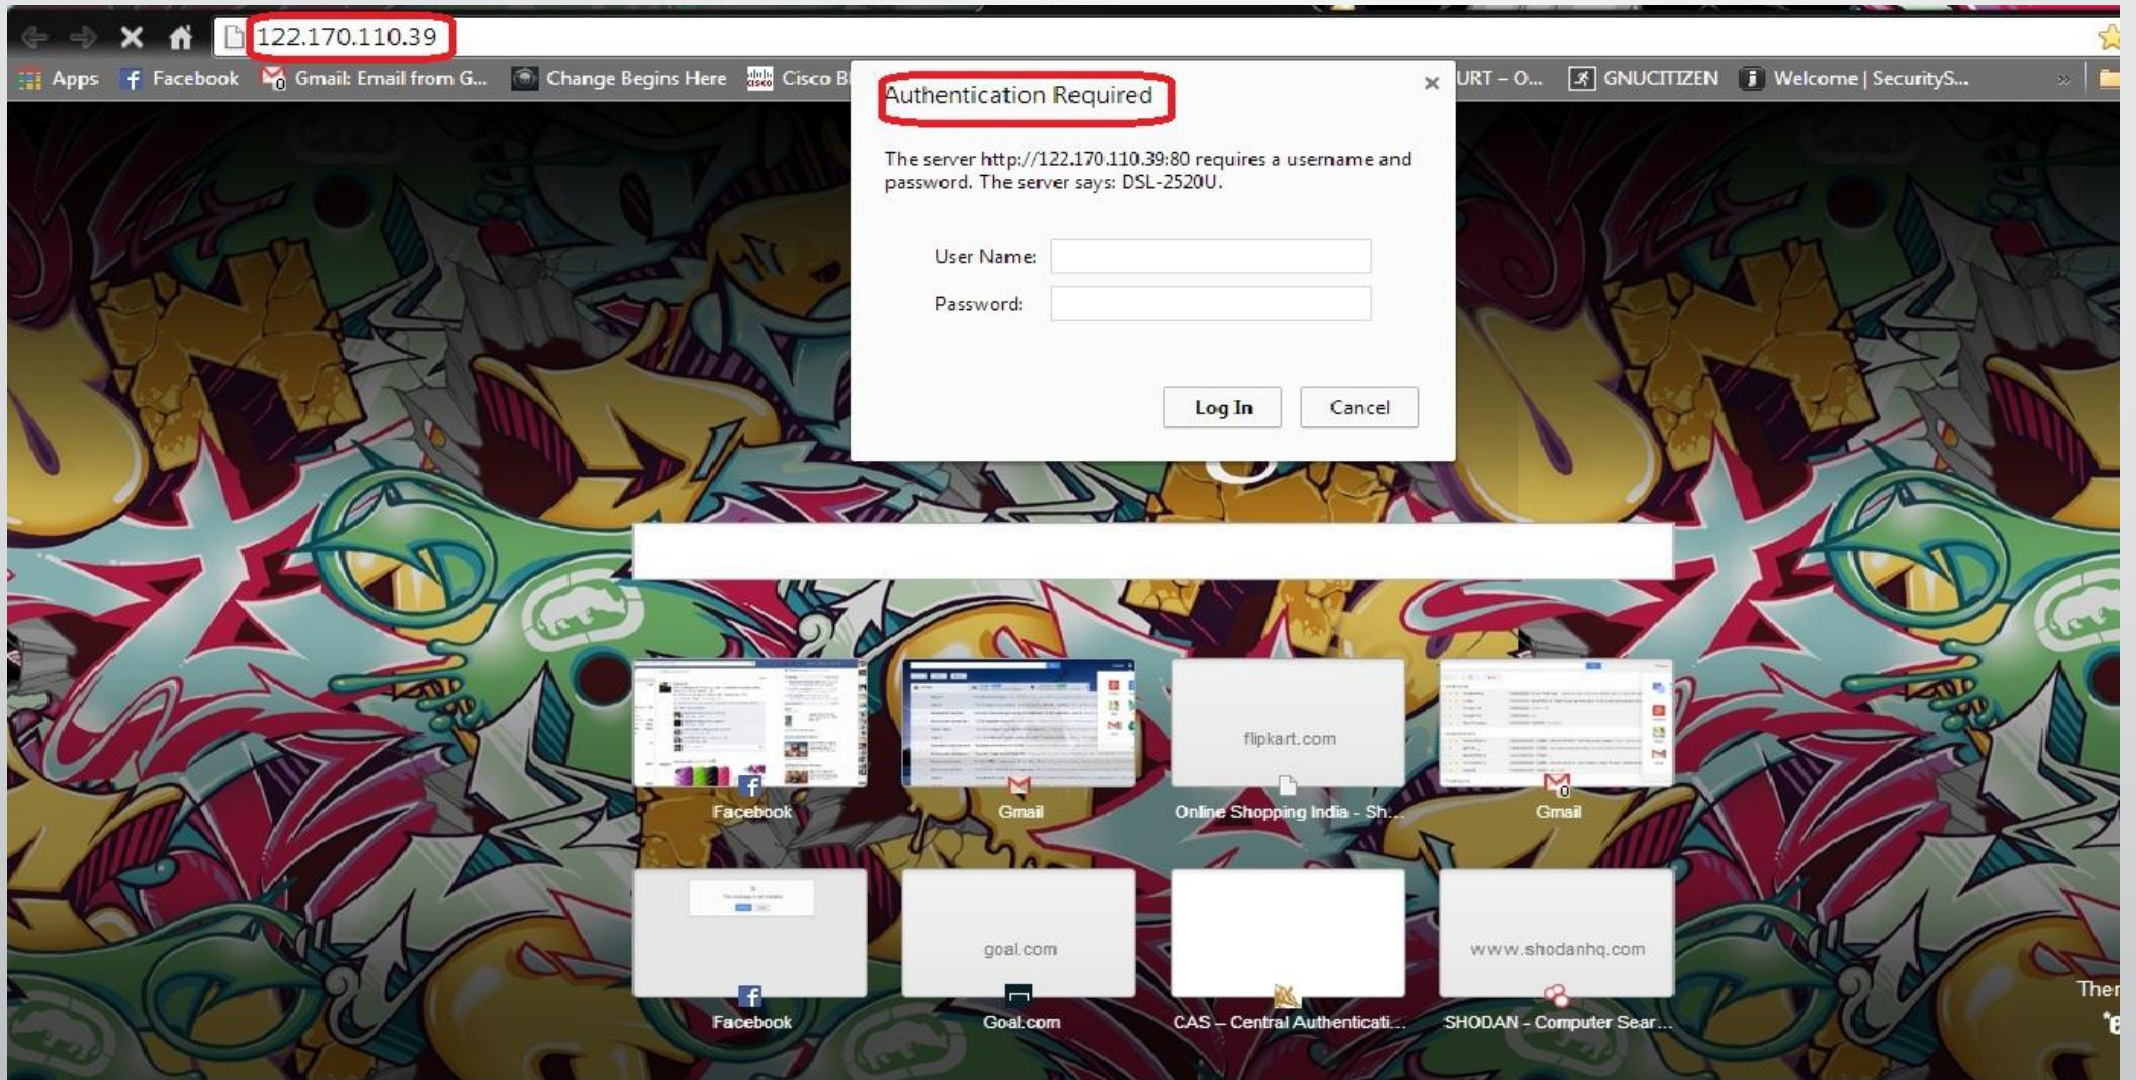 122.170.110.39
Apps Facebook Gmail: Email from G... Change Begins Here Cisco URT – O... GNUCITIZEN Welcome | SecurityS... »
Authentication Required
The server http://122.170.110.39:80 requires a username and
password. The server says: DSL-2520U.
User Name:
Password:
Log In Cancel
flipkart.com
Facebook Gmail Online Shopping India - Sh... Gmail
goal.com www.shodanhq.com
Facebook Goal.com CAS – Central Authenticati... SHODAN - Computer Sear...